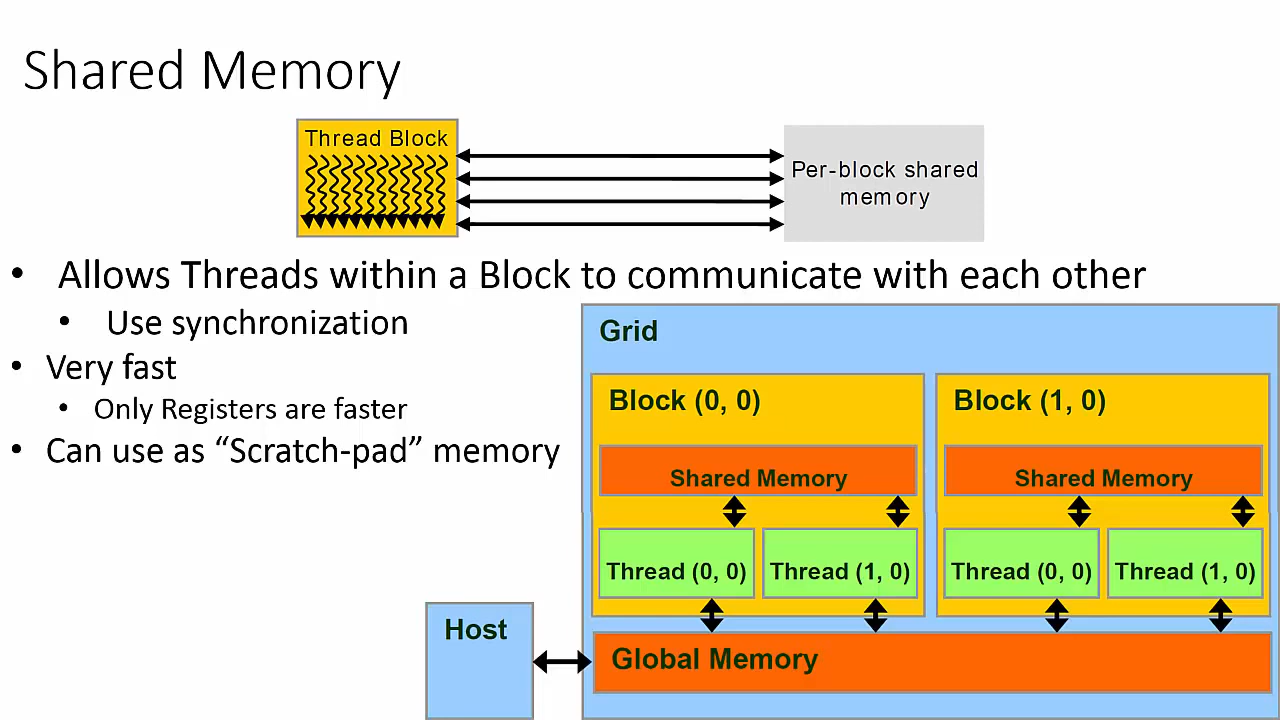 Shared Memory
Thread Block
Per-block shared
memory
• Allows Threads within a Block to communicate with each other
• Use synchronization
• Very fast
• Only Registers are faster
• Can use as “Scratch-pad” memory
Grid
Block (0, 0)
Block (1, 0)
Shared Memory
Shared Memory
Thread (0, 0)
Thread (1, 0)
Thread (0, 0)
Thread (1, 0)
Host
Global Memory